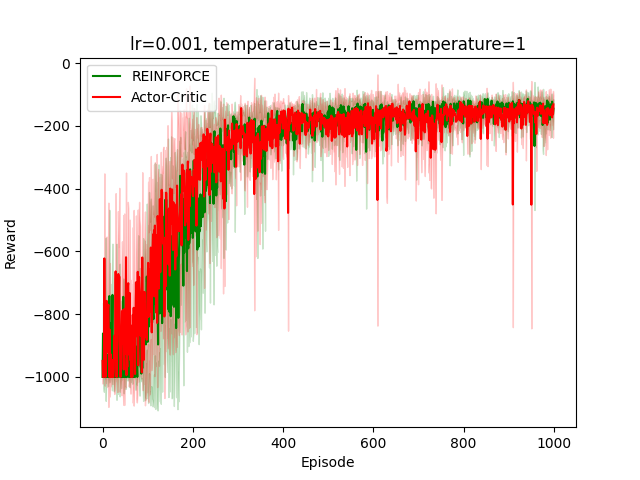 lr=0.001, temperature=1, final_temperature=1
REINFORCE
Actor-Critic
0
−200
−400
−600
−800
−1000
Reward
0 200 400 600 800 1000
Episode